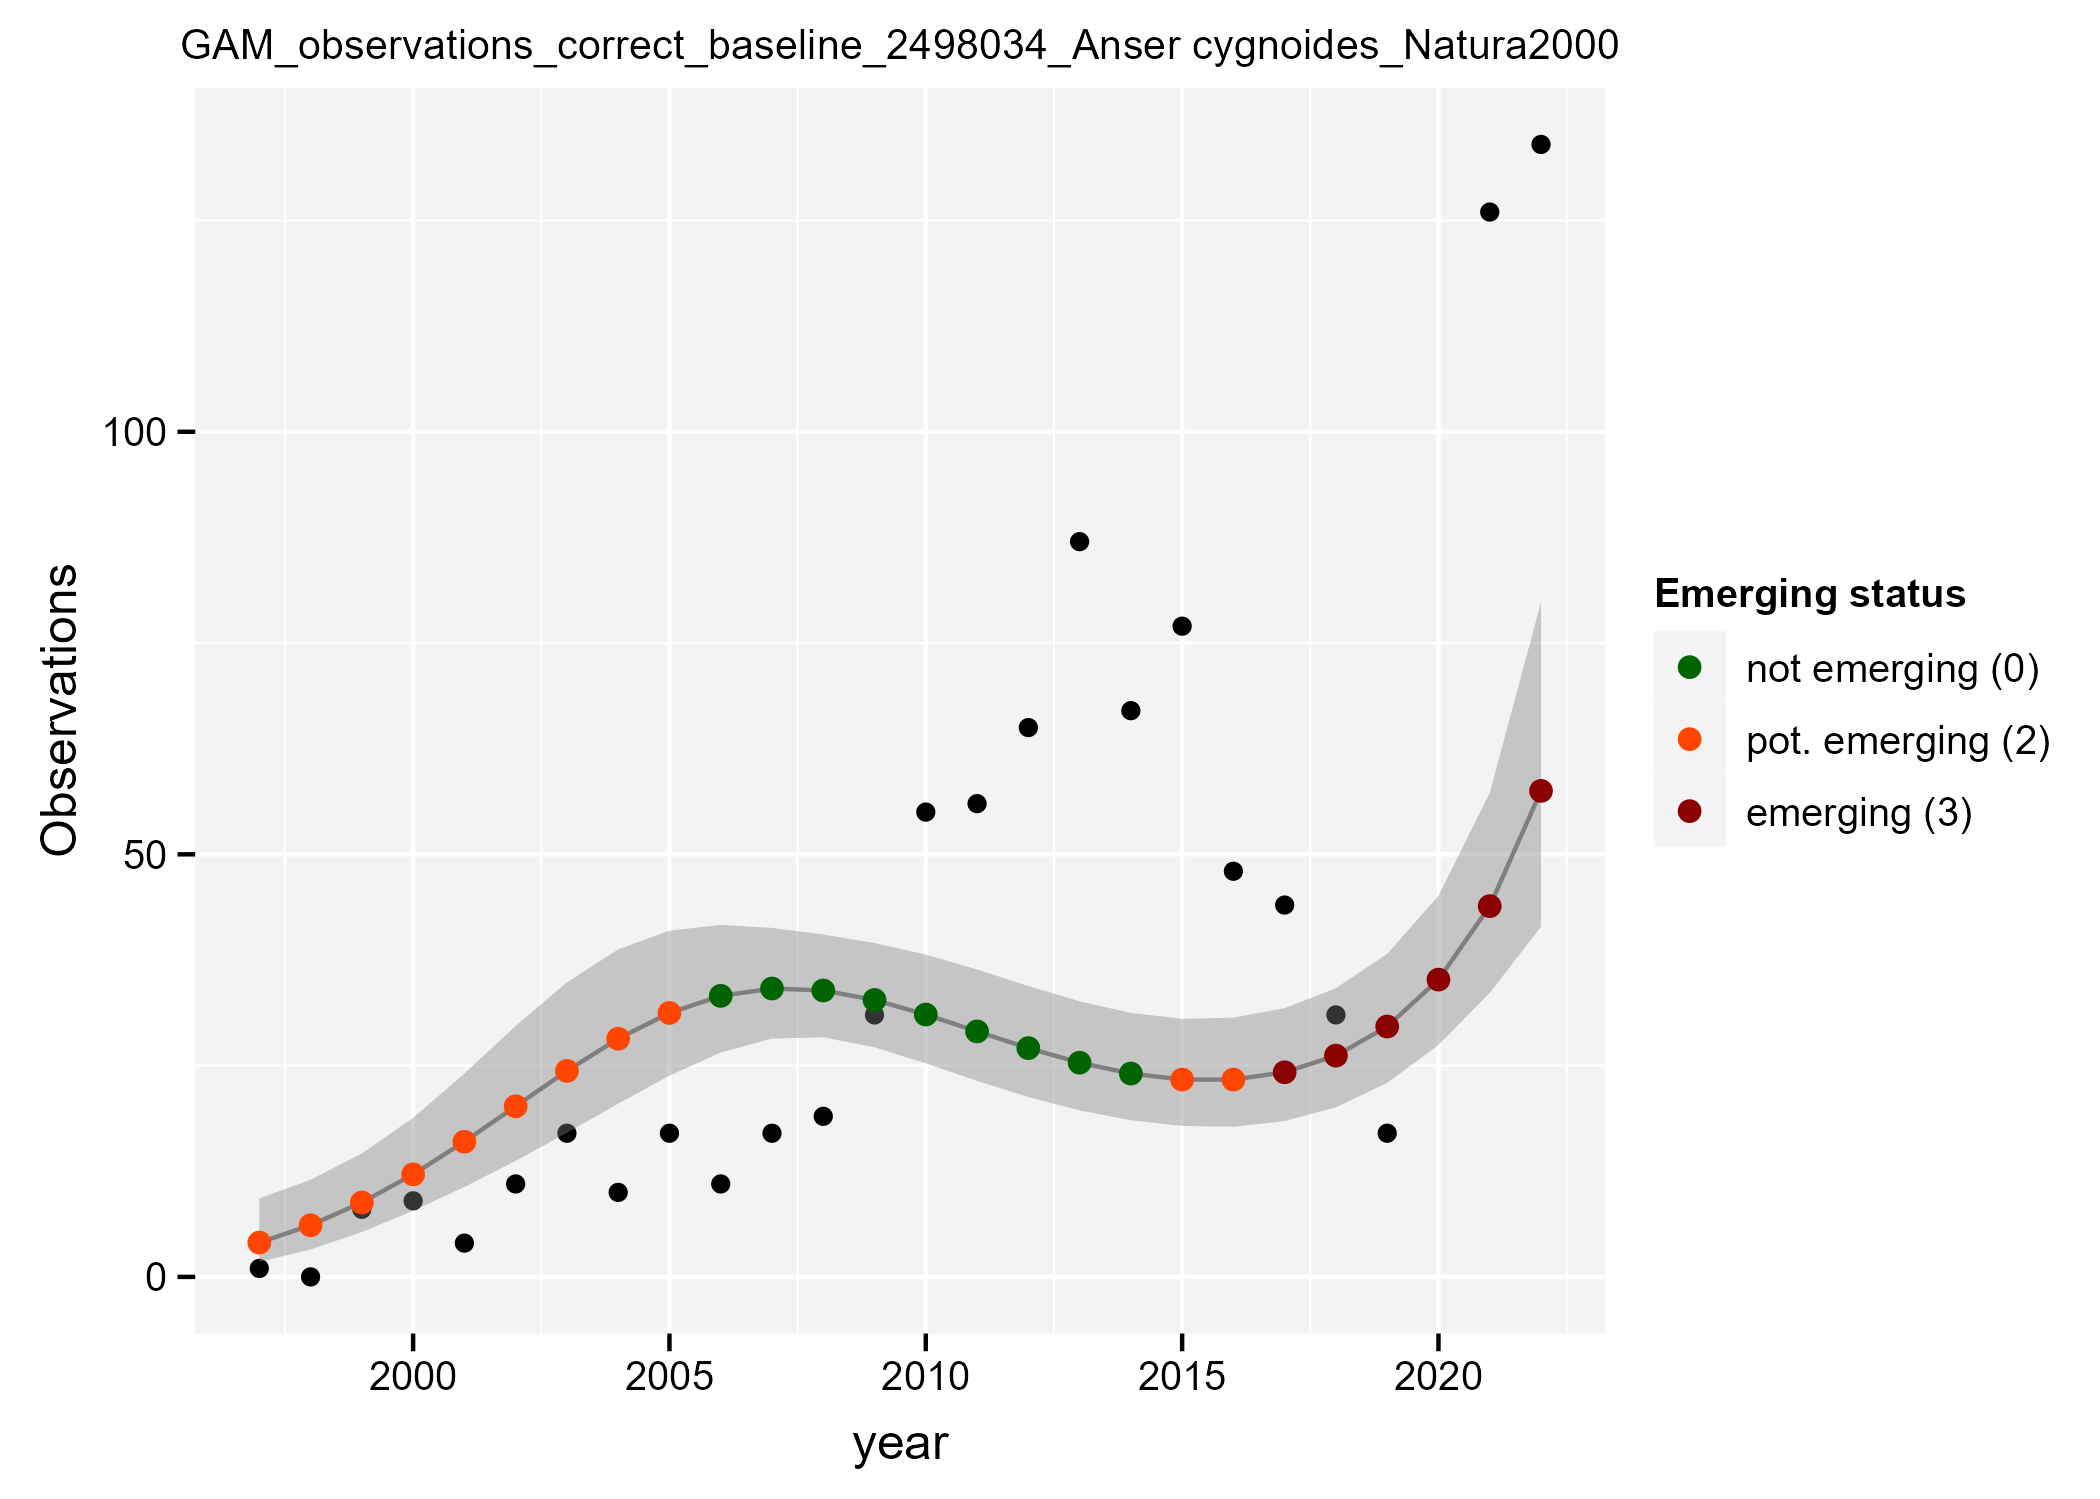 GAM_observations_correct_baseline_2498034_Anser cygnoides_Natura2000
Observations
100
50
0
2000 2005 2010 2015 2020
year
Emerging status
not emerging (0)
pot. emerging (2)
emerging (3)